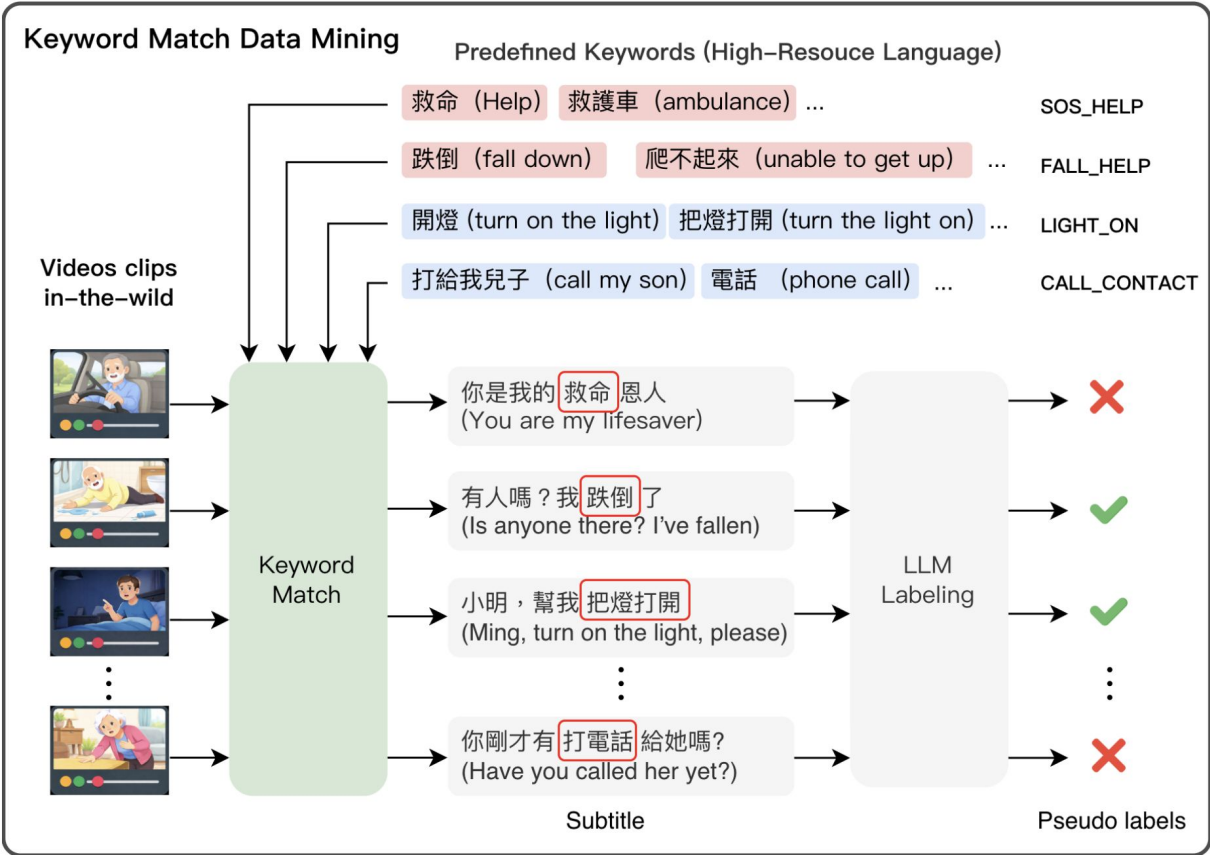 Keyword Match Data Mining
Predefined Keywords (High-Resouce Language)
救命 (Help) 救護車 (ambulance) ... SOS_HELP
跌倒 (fall down) 爬不起來 (unable to get up) ... FALL_HELP
開燈 (turn on the light) 把燈打開 (turn the light on) ... LIGHT_ON
打給我兒子 (call my son) 電話 (phone call) ... CALL_CONTACT
Videos clips
in-the-wild
Keyword
Match
你是我的 救命 恩人
(You are my lifesaver)
有人嗎？我 跌倒 了
(Is anyone there? I've fallen)
小明，幫我 把燈打開
(Ming, turn on the light, please)
你剛才有 打電話 給她嗎?
(Have you called her yet?)
LLM
Labeling
Subtitle
Pseudo labels